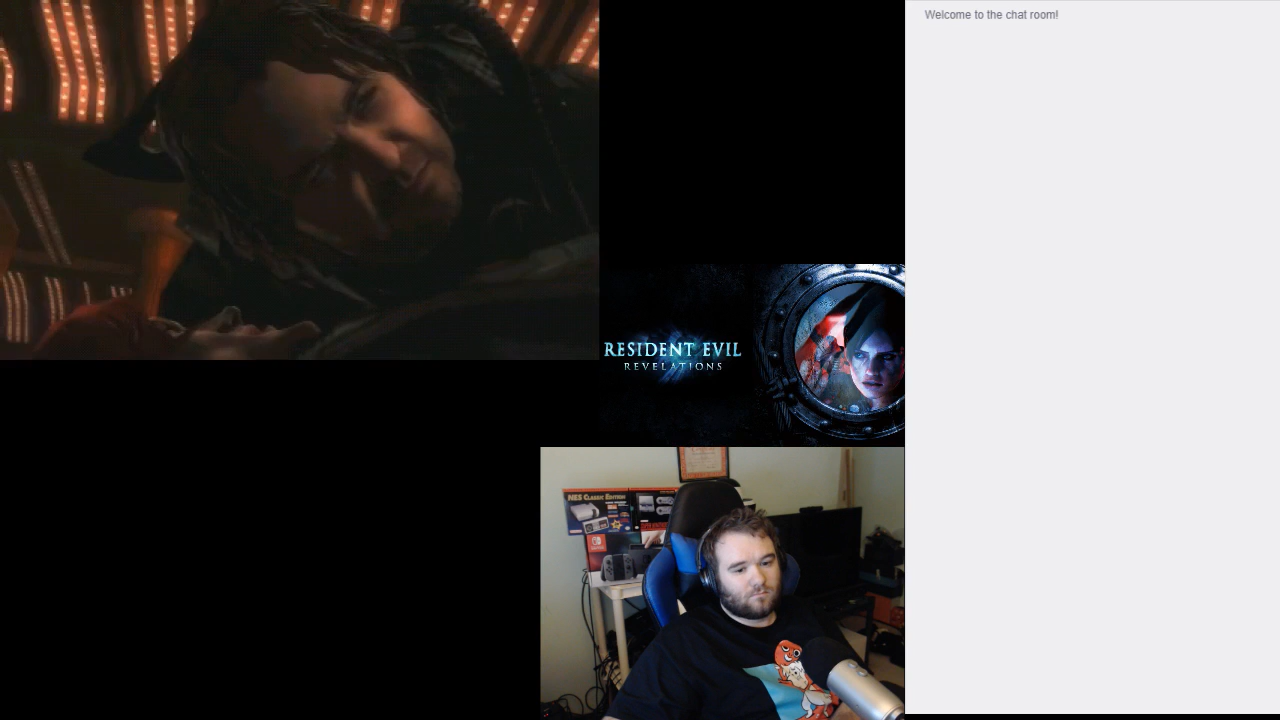 Welcome to the chat room!
RESIDENT EVIL
REVELATIONS
NES CLASSIC EDITION